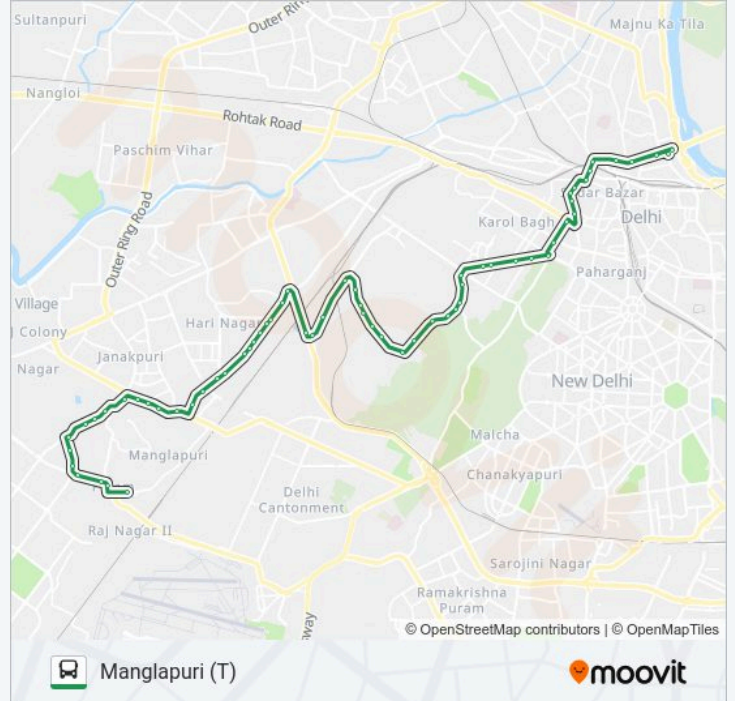 Sultanpuri
Outer Rin
Majnu Ka Tila
Nangloi
Rohtak Road
Paschim Vihar
Outer Ring Road
dar Bazar
Karol Bagh
Delhi
Paharganj
Village
J Colony
Hari Nagar
Nagar
Janakpuri
New Delhi
Malcha
Manglapuri
Chanakyapuri
Delhi
Cantonment
Raj Nagar II
Sarojini Nagar
Ramakrishna
Puram
way
© OpenStreetMap contributors | © OpenMapTiles
Manglapuri (T)
moovit